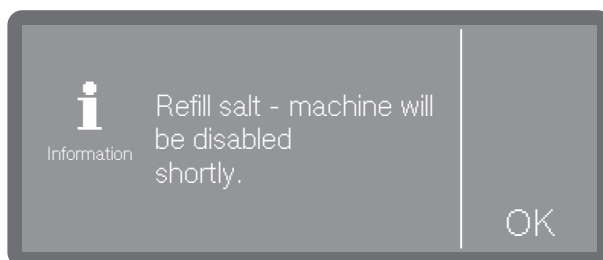 Refill salt - machine will
be disabled
shortly.
Information
OK